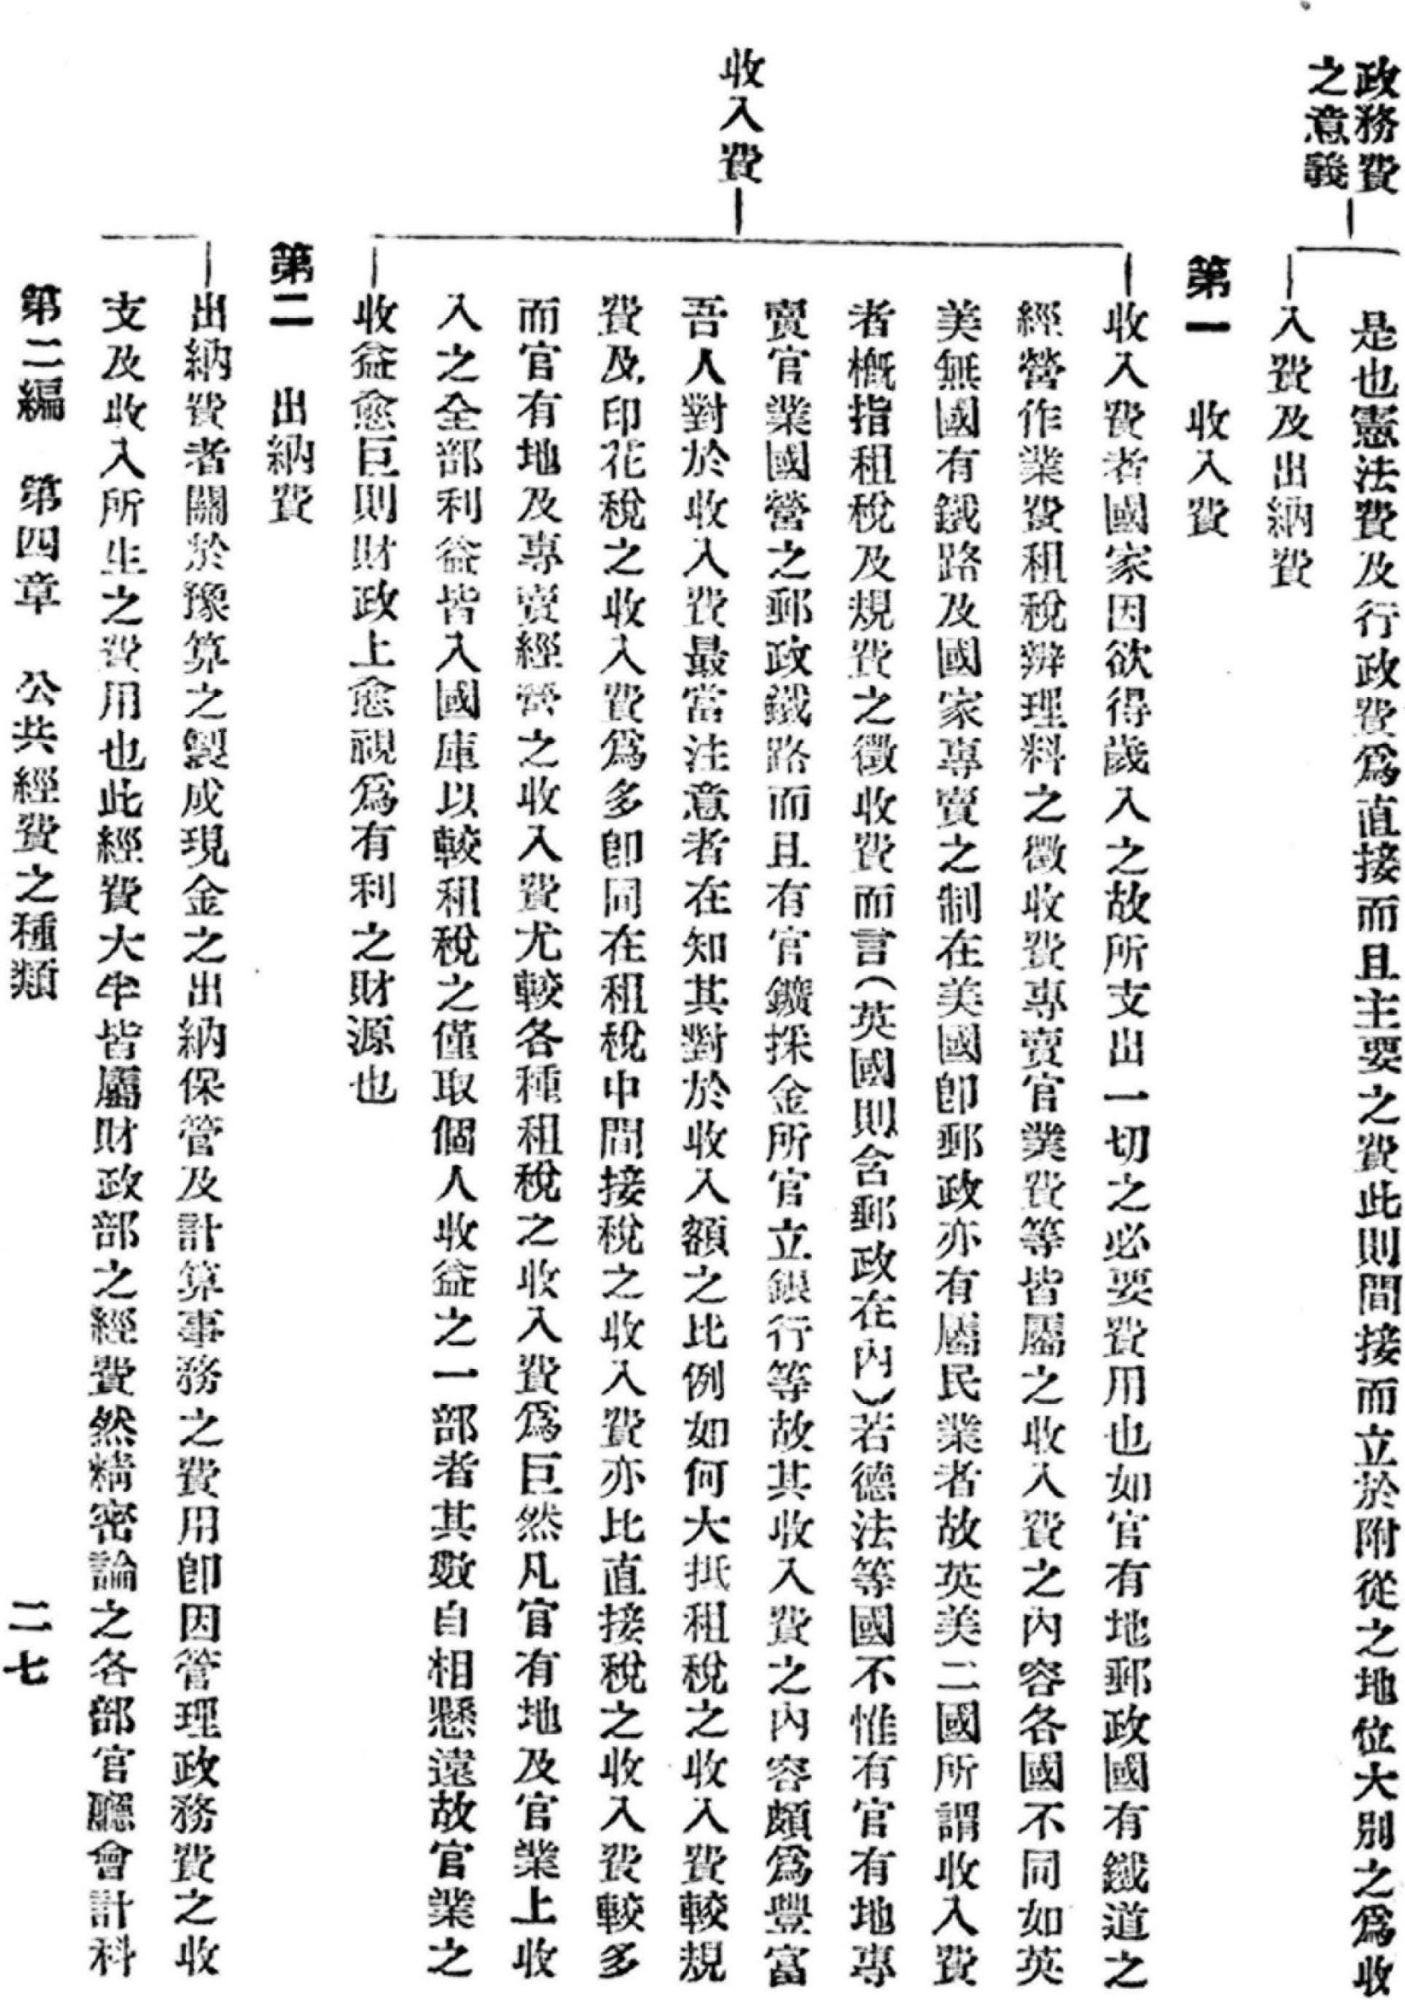 政務費
之意義
是也憲法費及行政費爲直接而且主要之費此則間接而立於附從之地位大別之爲收
入費及出納費
第一　收入費
收入費
收入費者國家因欲得歲入之故所支出一切之必要費用也如官有地郵政國有鐵道之
經營作業費租稅辨理料之徵收費專賣官業費等皆屬之收入費之內容各國不同如英
美無國有鐵路及國家專賣之制在美國卽郵政亦有屬民業者故英美二國所謂收入費
者槪指租稅及規費之徵收費而言(英國則含郵政在內)若德法等國不惟有官有地專
賣官業國營之郵政鐵路而且有官鑛採金所官立銀行等故其收入費之內容頗爲豐富
吾人對於收入費最當注意者在知其對於收入額之比例如何大抵租稅之收入費較規
費及印花稅之收入費爲多卽同在租稅中間接稅之收入費亦比直接稅之收入費較多
而官有地及專賣經營之收入費尤較各種租稅之收入費爲巨然凡官有地及官業上收
入之全部利益皆入國庫以較租稅之僅取個人收益之一部者其數自相懸遠故官業之
收益愈巨則財政上愈視爲有利之財源也
第二　出納費
出納費者關於豫算之製成現金之出納保管及計算事務之費用卽因管理政務費之收
支及收入所生之費用也此經費大半皆屬財政部之經費然精密論之各部官廳會計科
第二編　第四章　公共經費之種類
二七